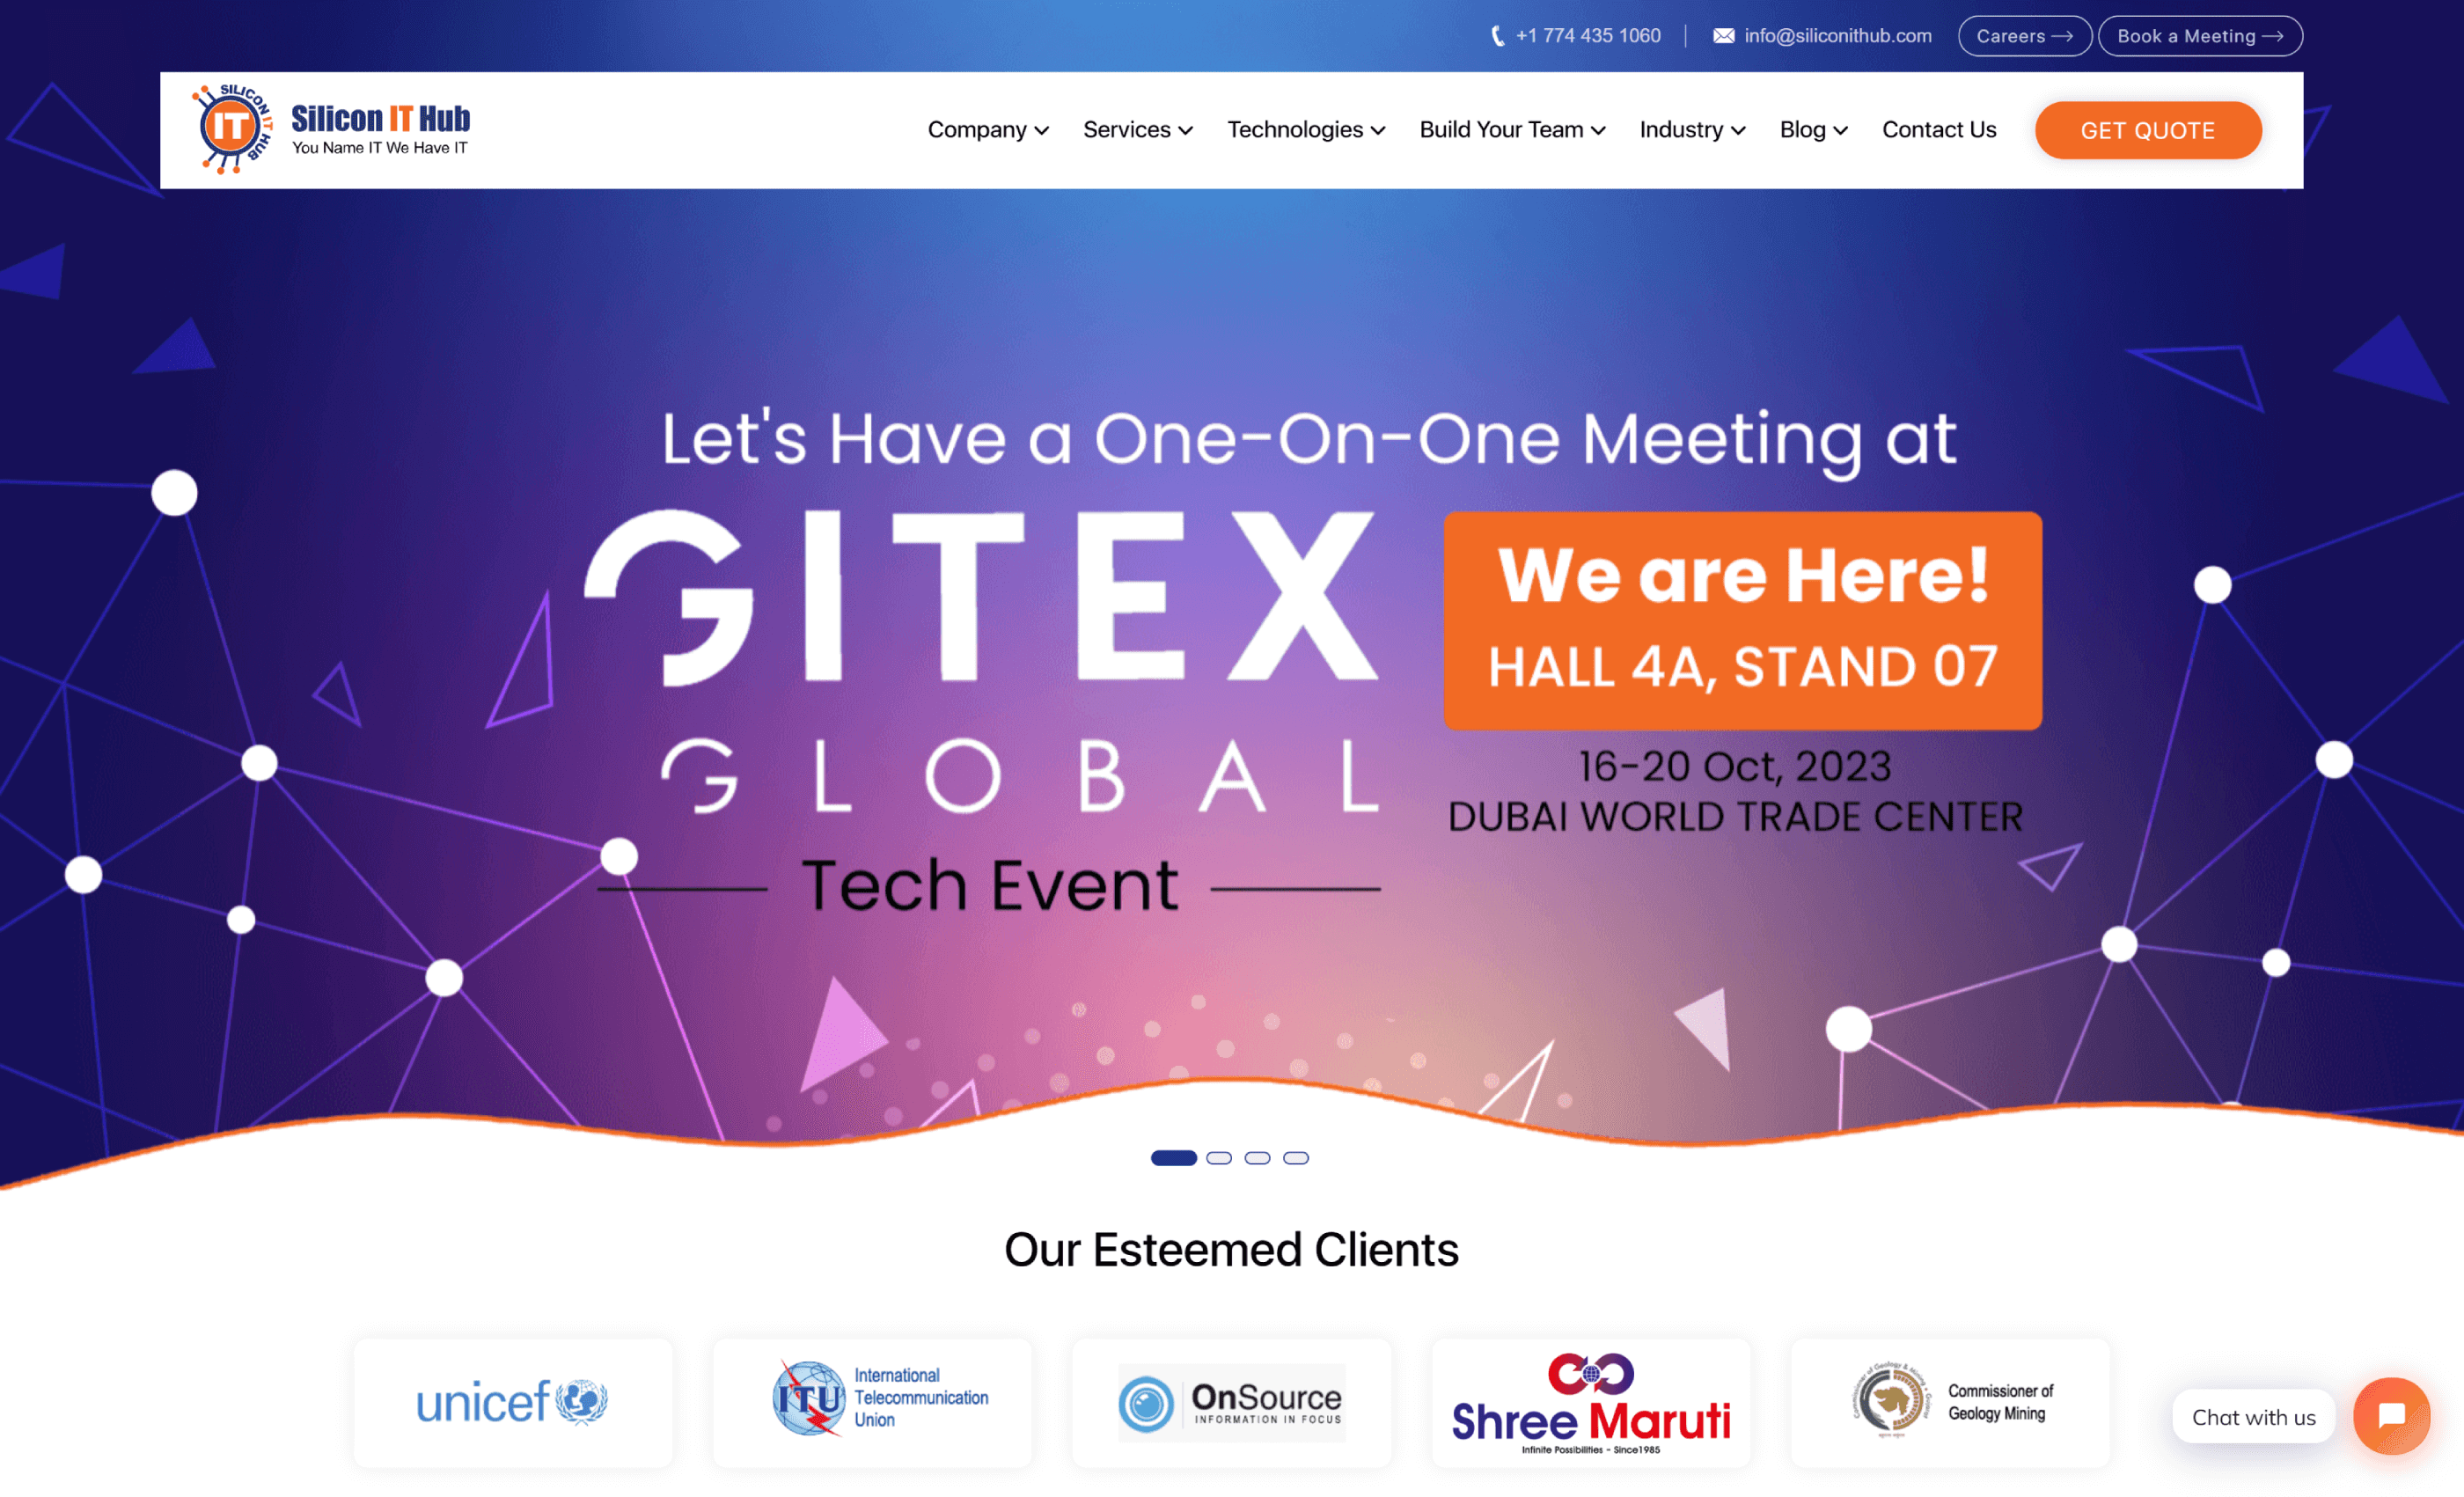 +1 774 435 1060
info@siliconithub.com
Careers
Book a Meeting
SILICON IT HUB
IT
Silicon IT Hub
You Name IT We Have IT
Company
Services
Technologies
Build Your Team
Industry
Blog
Contact Us
GET QUOTE
Let's Have a One-On-One Meeting at
GITEX
GLOBAL
Tech Event
We are Here!
HALL 4A, STAND 07
16-20 Oct, 2023
DUBAI WORLD TRADE CENTER
Our Esteemed Clients
unicef
ITU
International
Telecommunication
Union
OnSource
INFORMATION IN FOCUS
Shree Maruti
Infinite Possibilities - Since1985
Commissioner of
Geology Mining
Chat with us